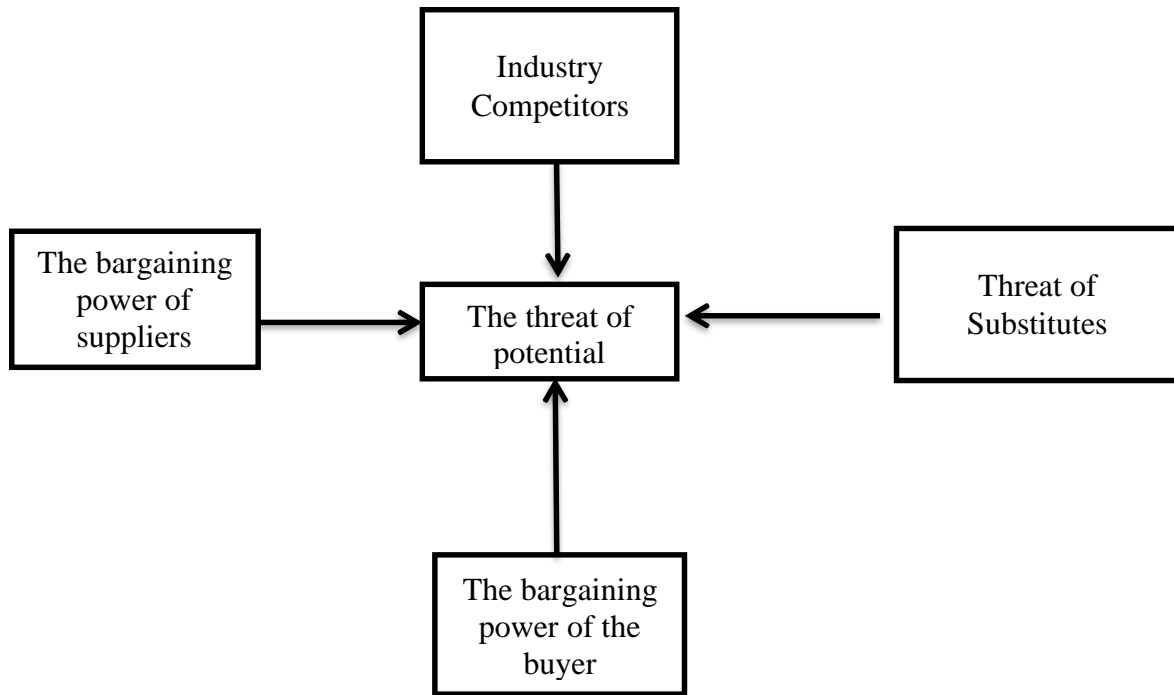 Industry
Competitors
The bargaining
power of
suppliers
The threat of
potential
Threat of
Substitutes
The bargaining
power of the
buyer